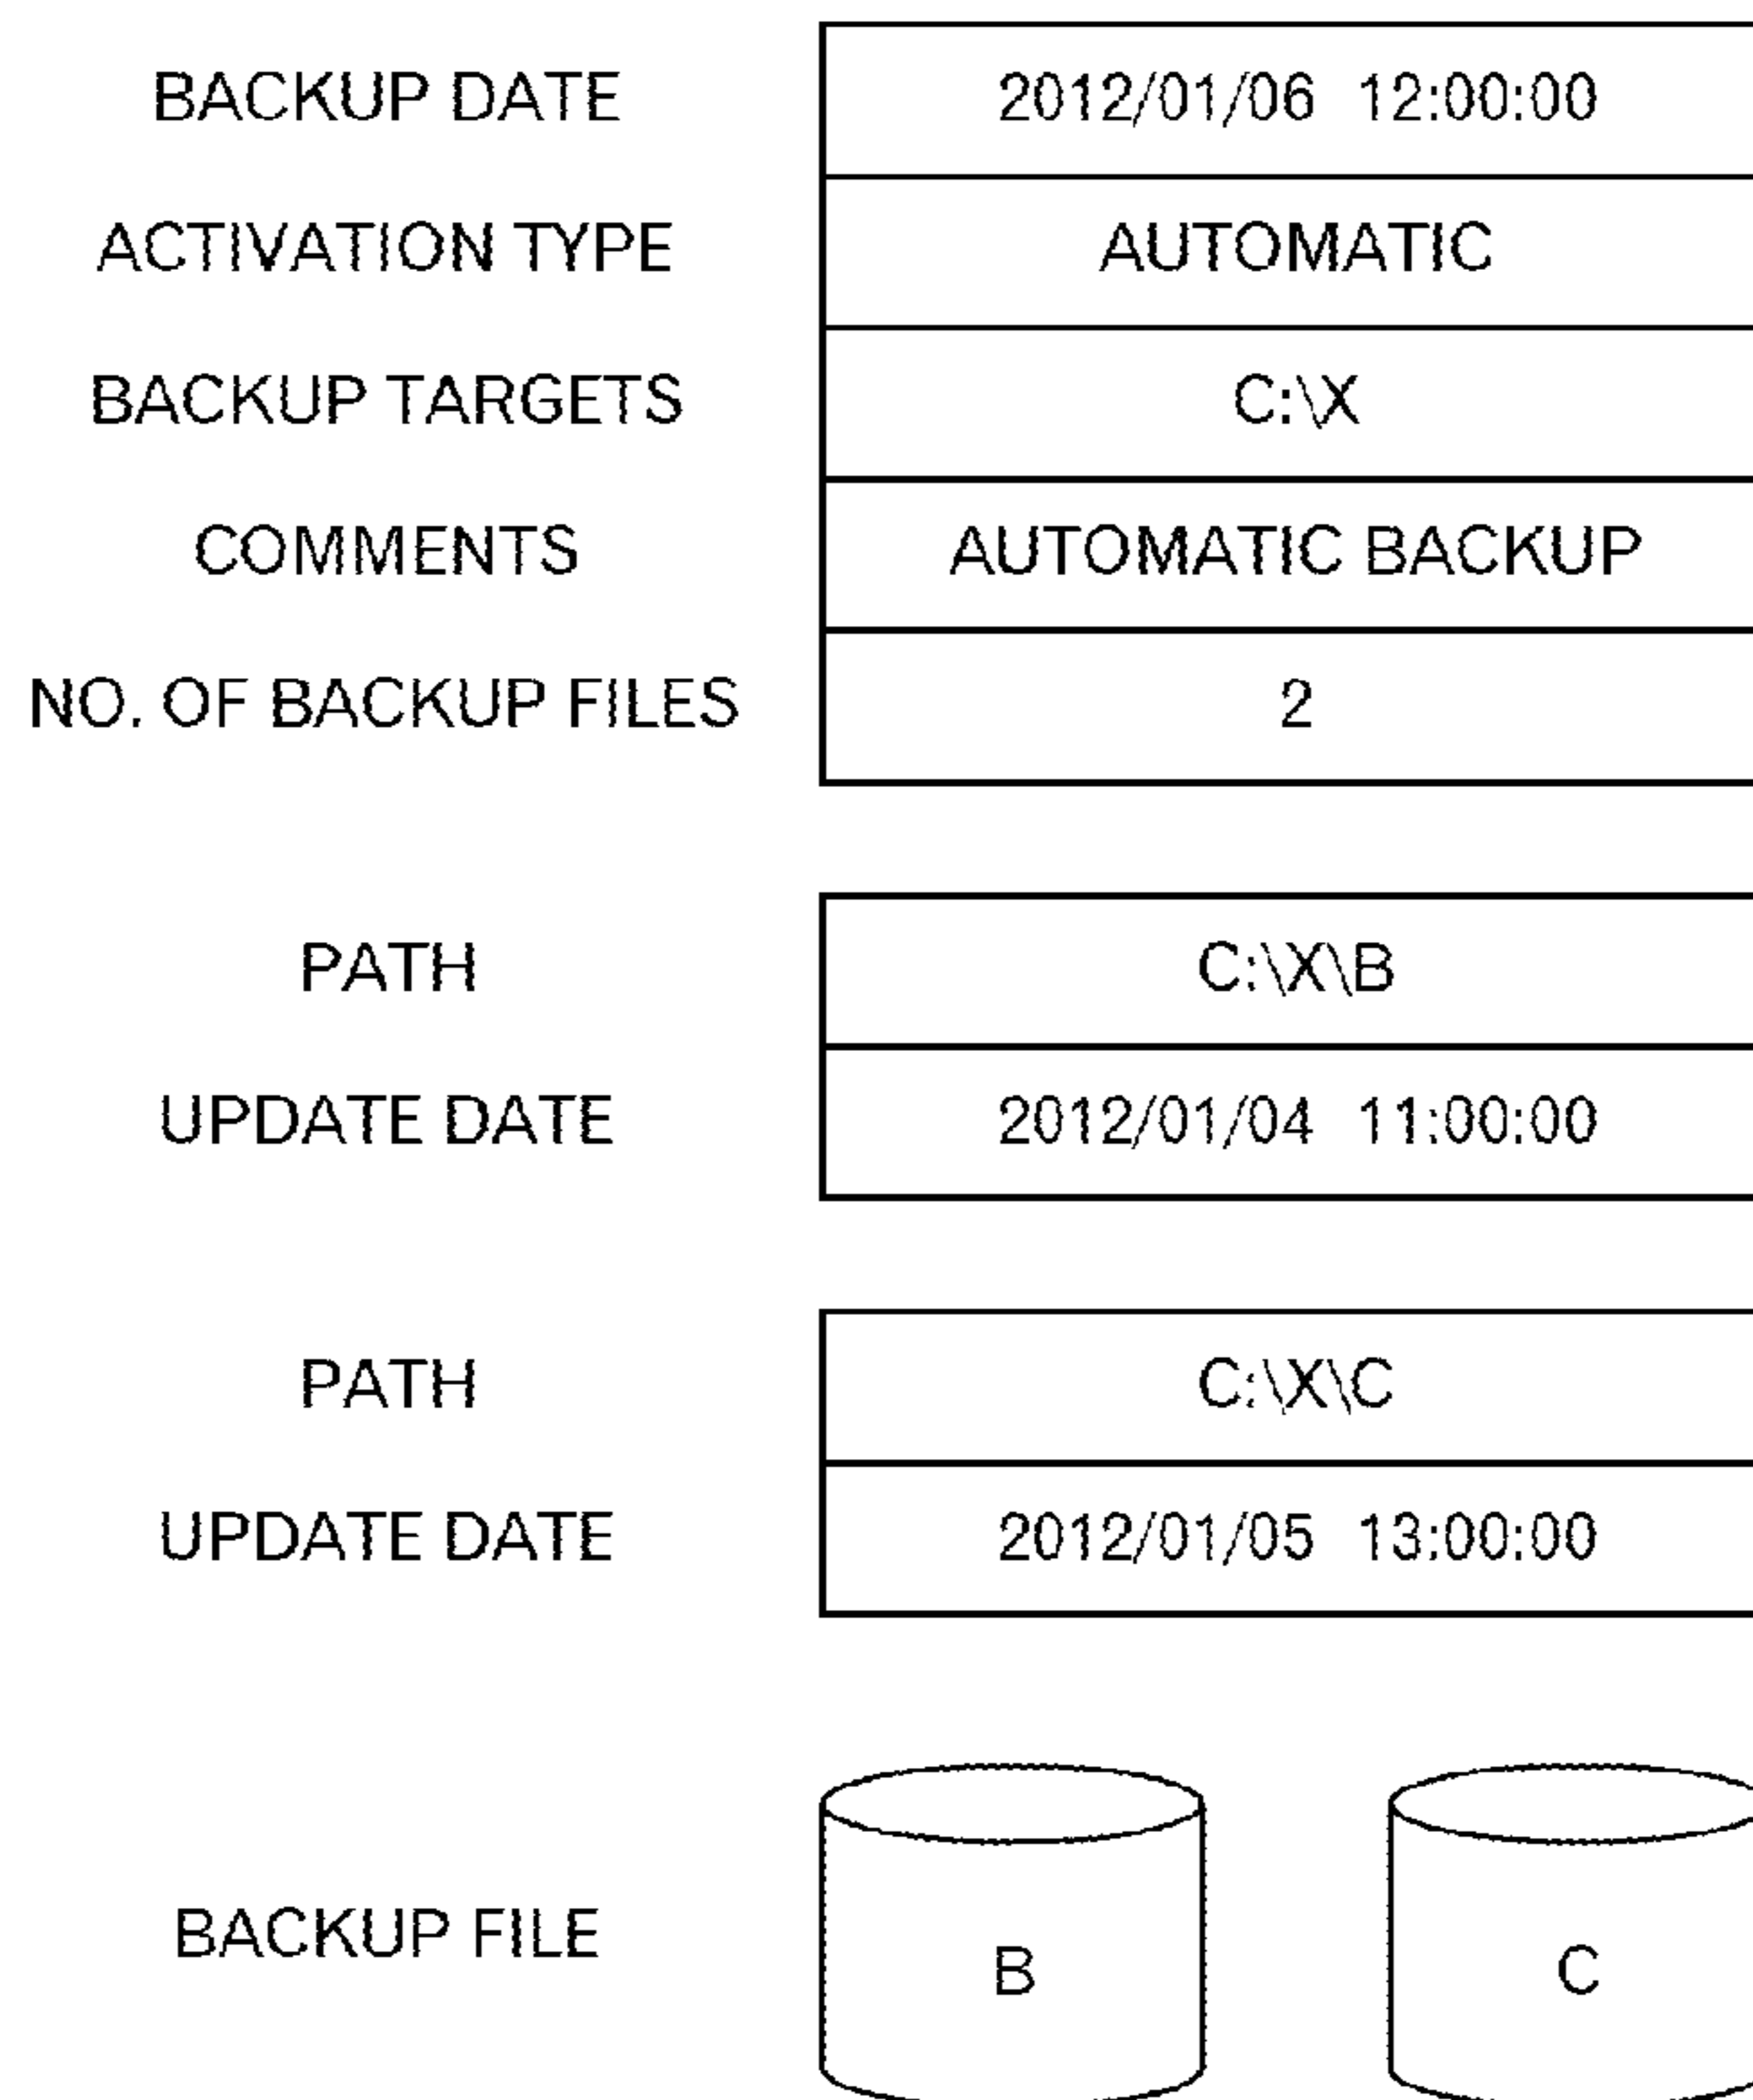 BACKUP DATE 2012/01/06 12:00:00
ACTIVATION TYPE AUTOMATIC
BACKUP TARGETS C:\X
COMMENTS AUTOMATIC BACKUP
NO. OF BACKUP FILES 2
PATH C:\X\B
UPDATE DATE 2012/01/04 11:00:00
PATH C:\X\C
UPDATE DATE 2012/01/05 13:00:00
BACKUP FILE B C